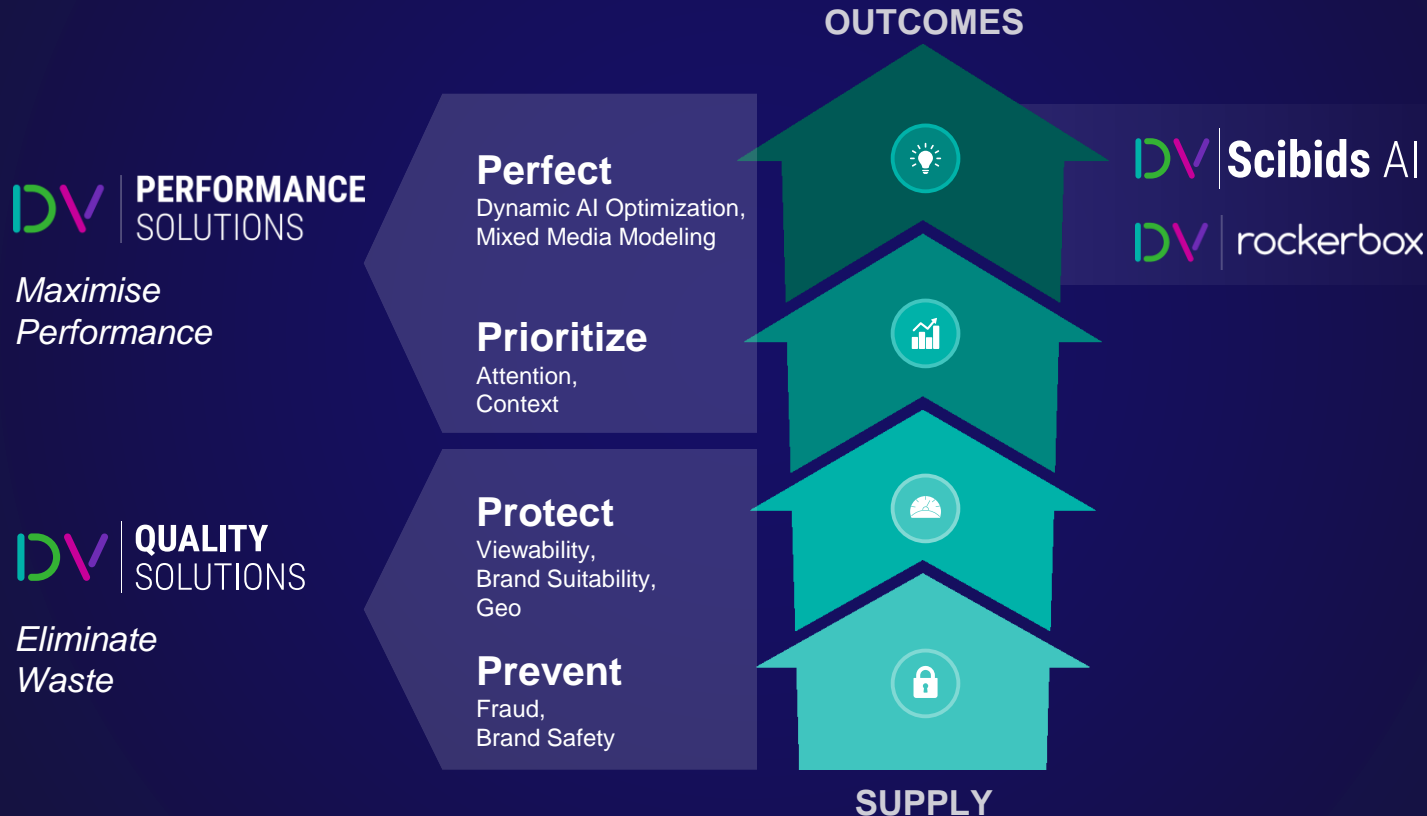 OUTCOMES
DV PERFORMANCE
SOLUTIONS
Maximise
Performance
Perfect
Dynamic AI Optimization,
Mixed Media Modeling
Prioritize
Attention,
Context
DV Scibids AI
DV rockerbox
DV QUALITY
SOLUTIONS
Eliminate
Waste
Protect
Viewability,
Brand Suitability,
Geo
Prevent
Fraud,
Brand Safety
SUPPLY